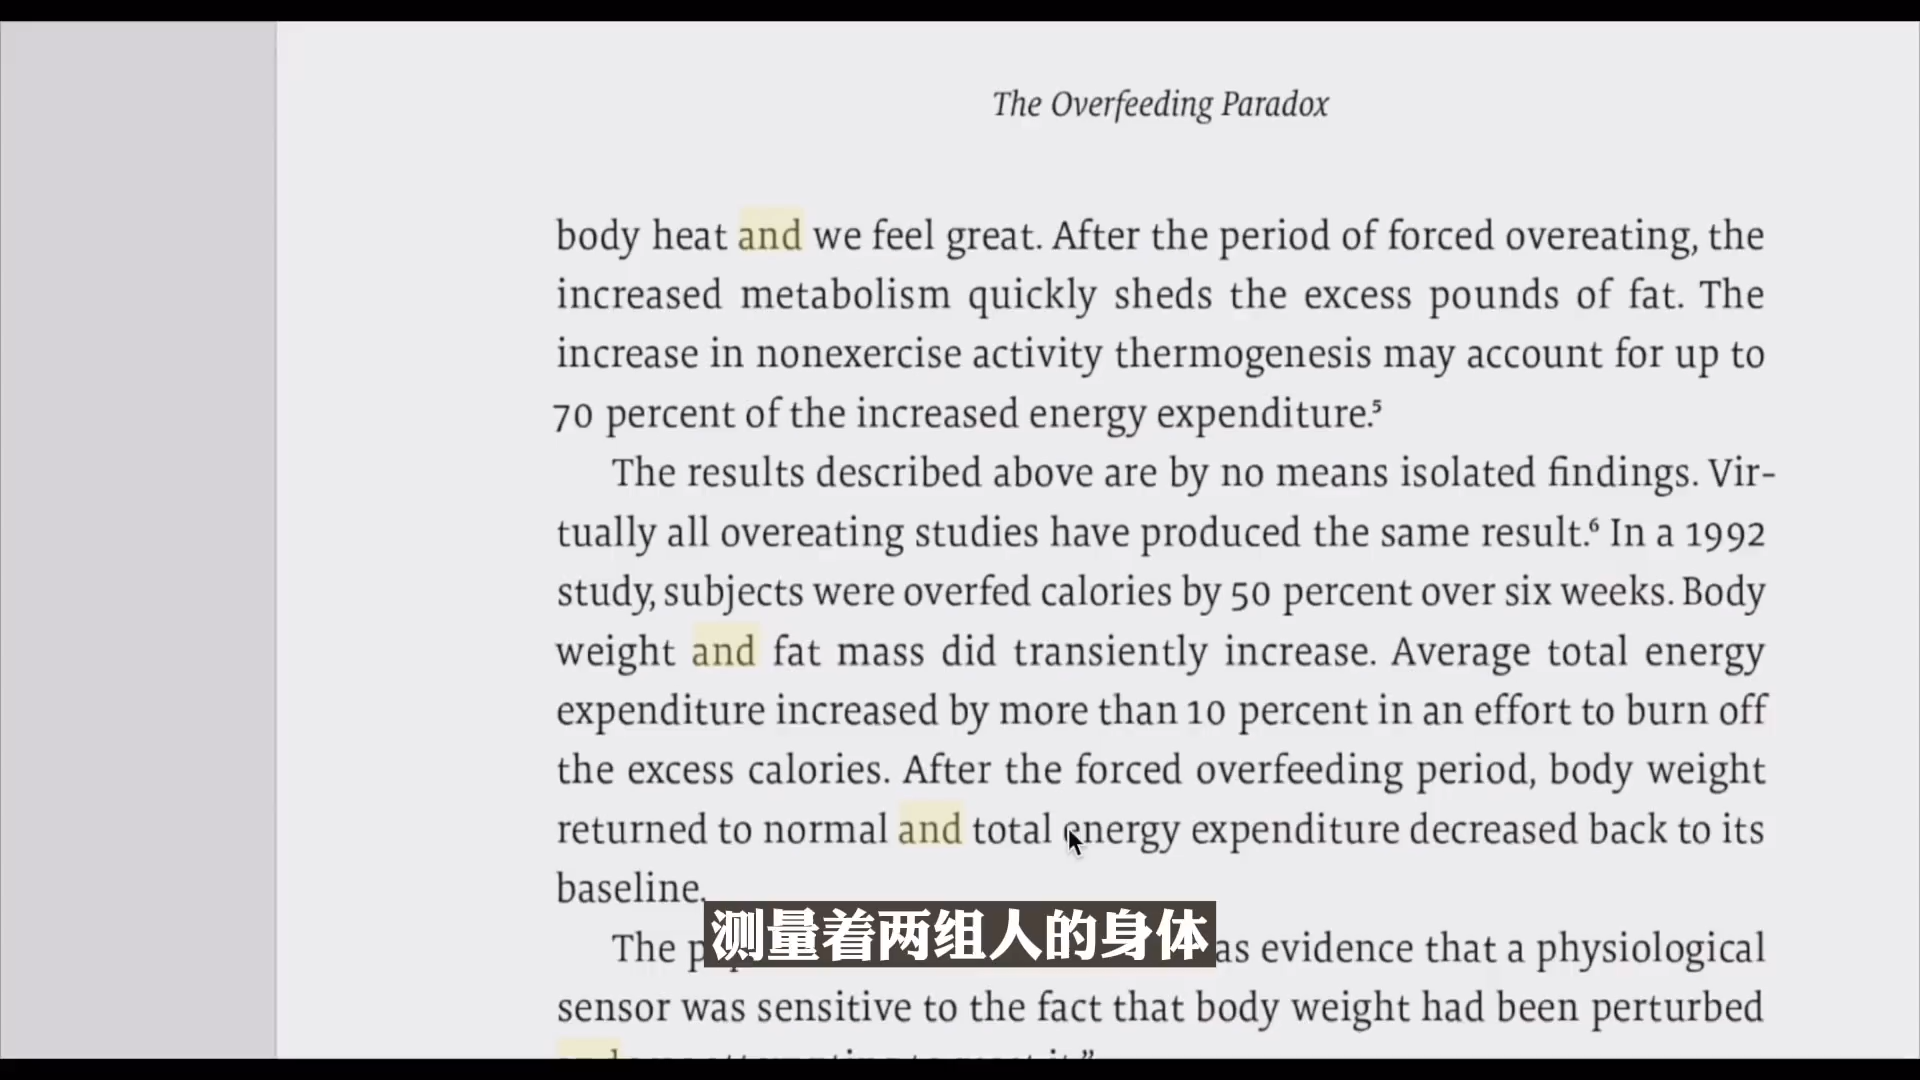 The Overfeeding Paradox
body heat and we feel great. After the period of forced overeating, the
increased metabolism quickly sheds the excess pounds of fat. The
increase in nonexercise activity thermogenesis may account for up to
70 percent of the increased energy expenditure.⁵
The results described above are by no means isolated findings. Vir-
tually all overeating studies have produced the same result.⁶ In a 1992
study, subjects were overfed calories by 50 percent over six weeks. Body
weight and fat mass did transiently increase. Average total energy
expenditure increased by more than 10 percent in an effort to burn off
the excess calories. After the forced overfeeding period, body weight
returned to normal and total energy expenditure decreased back to its
baseline.
测量着两组人的身体
The as evidence that a physiological
sensor was sensitive to the fact that body weight had been perturbed